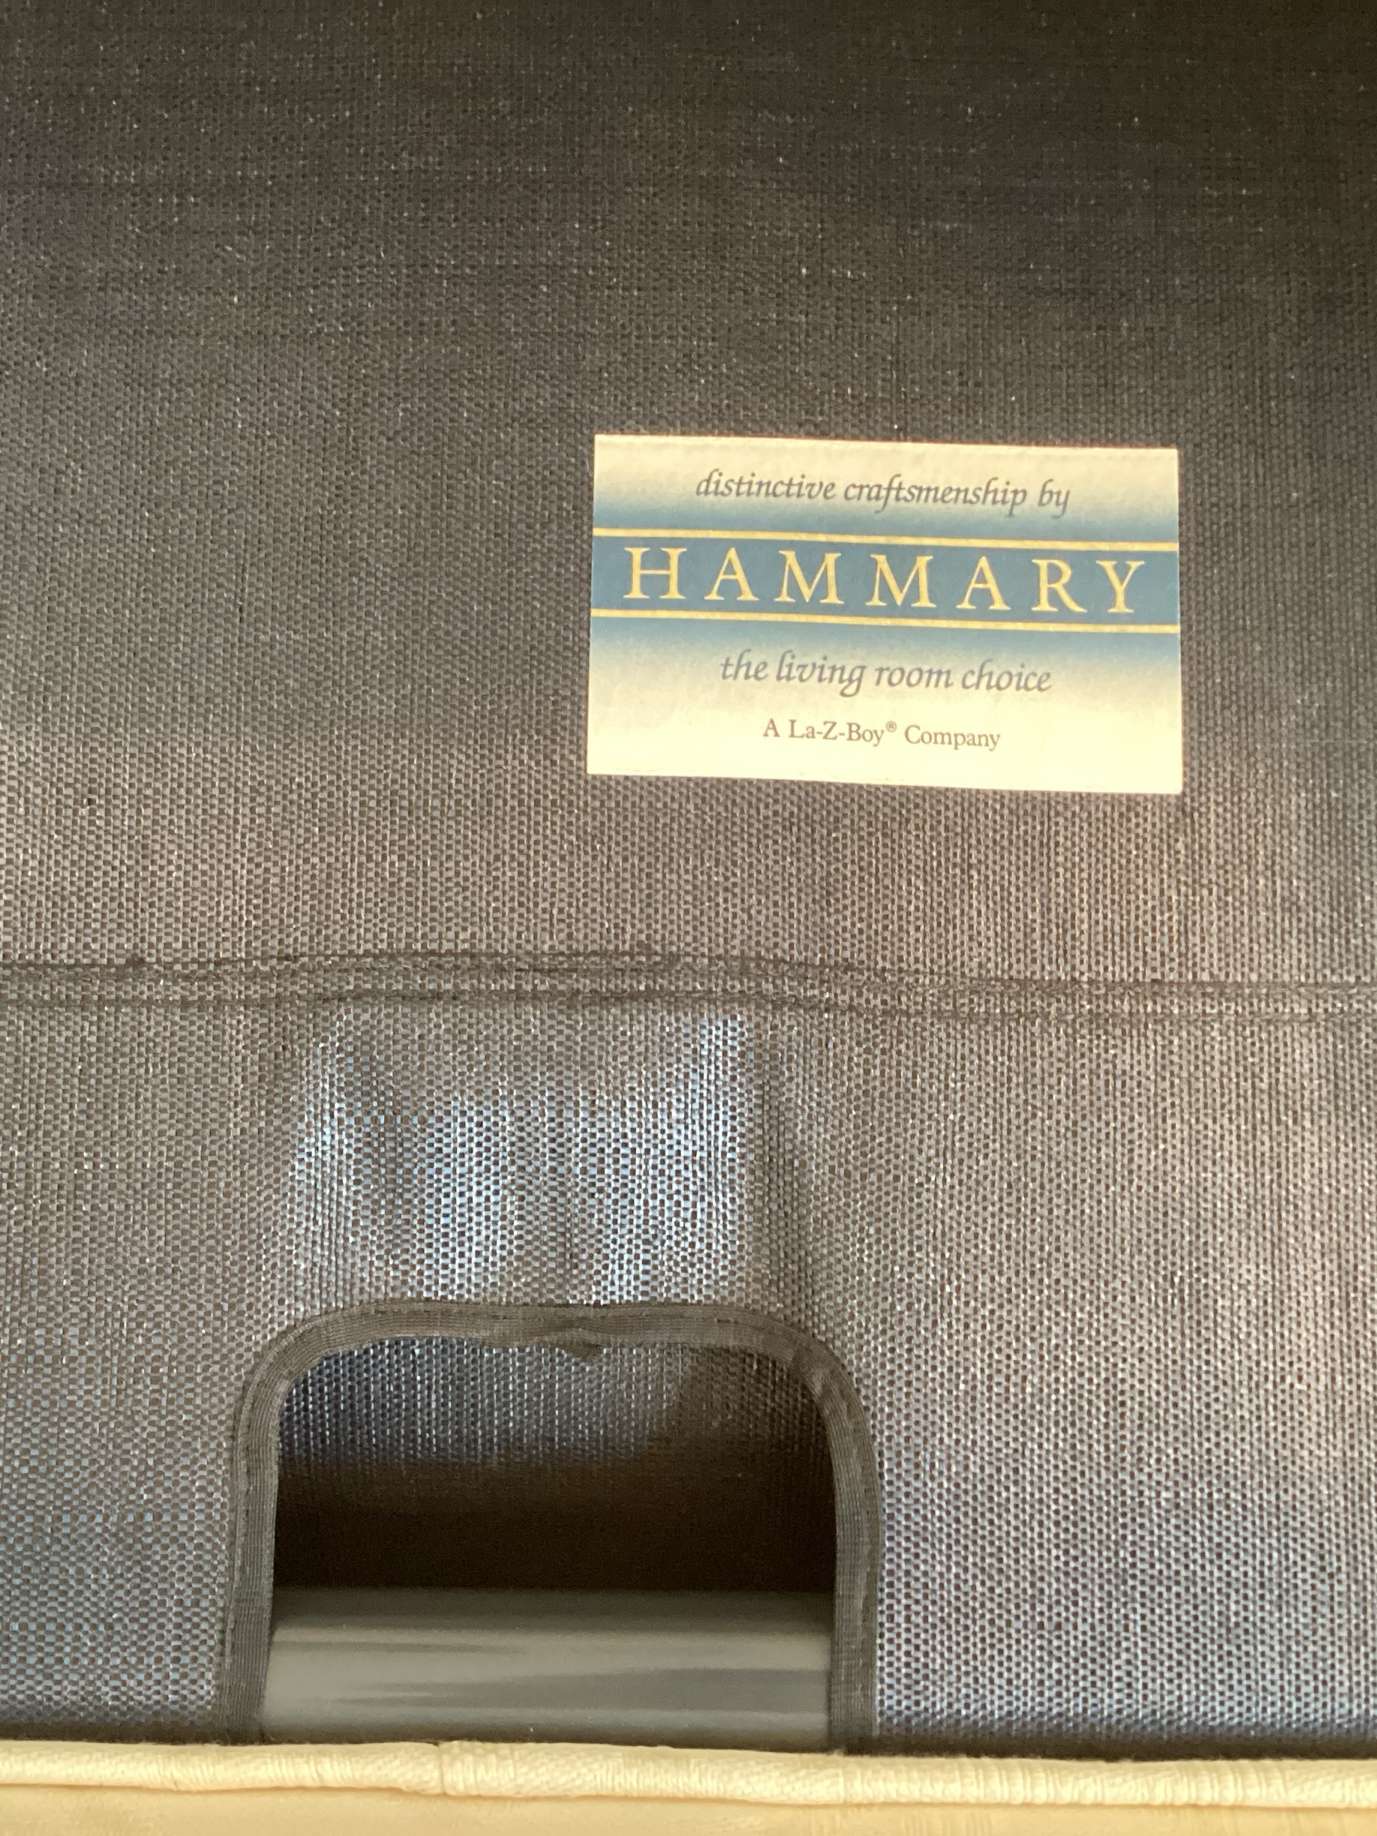 distinctive craftsmenship by
HAMMARY
the living room choice
A La-Z-Boy® Company